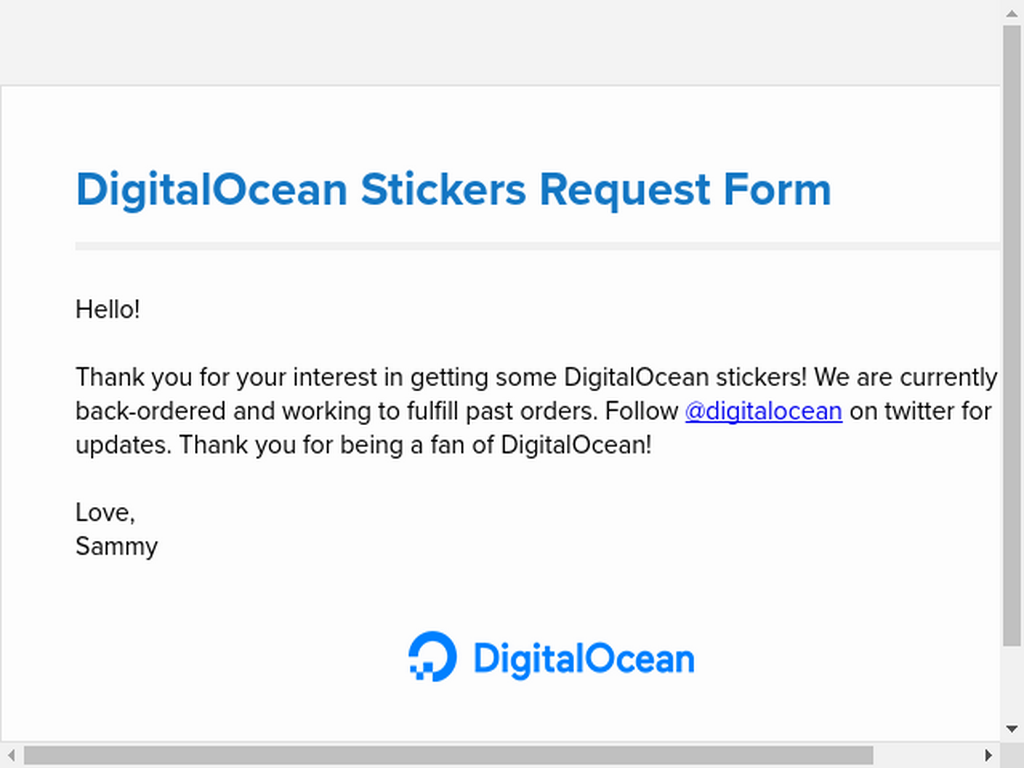 DigitalOcean Stickers Request Form
Hello!
Thank you for your interest in getting some DigitalOcean stickers! We are currently
back-ordered and working to fulfill past orders. Follow @digitalocean on twitter for
updates. Thank you for being a fan of DigitalOcean!
Love,
Sammy
DigitalOcean